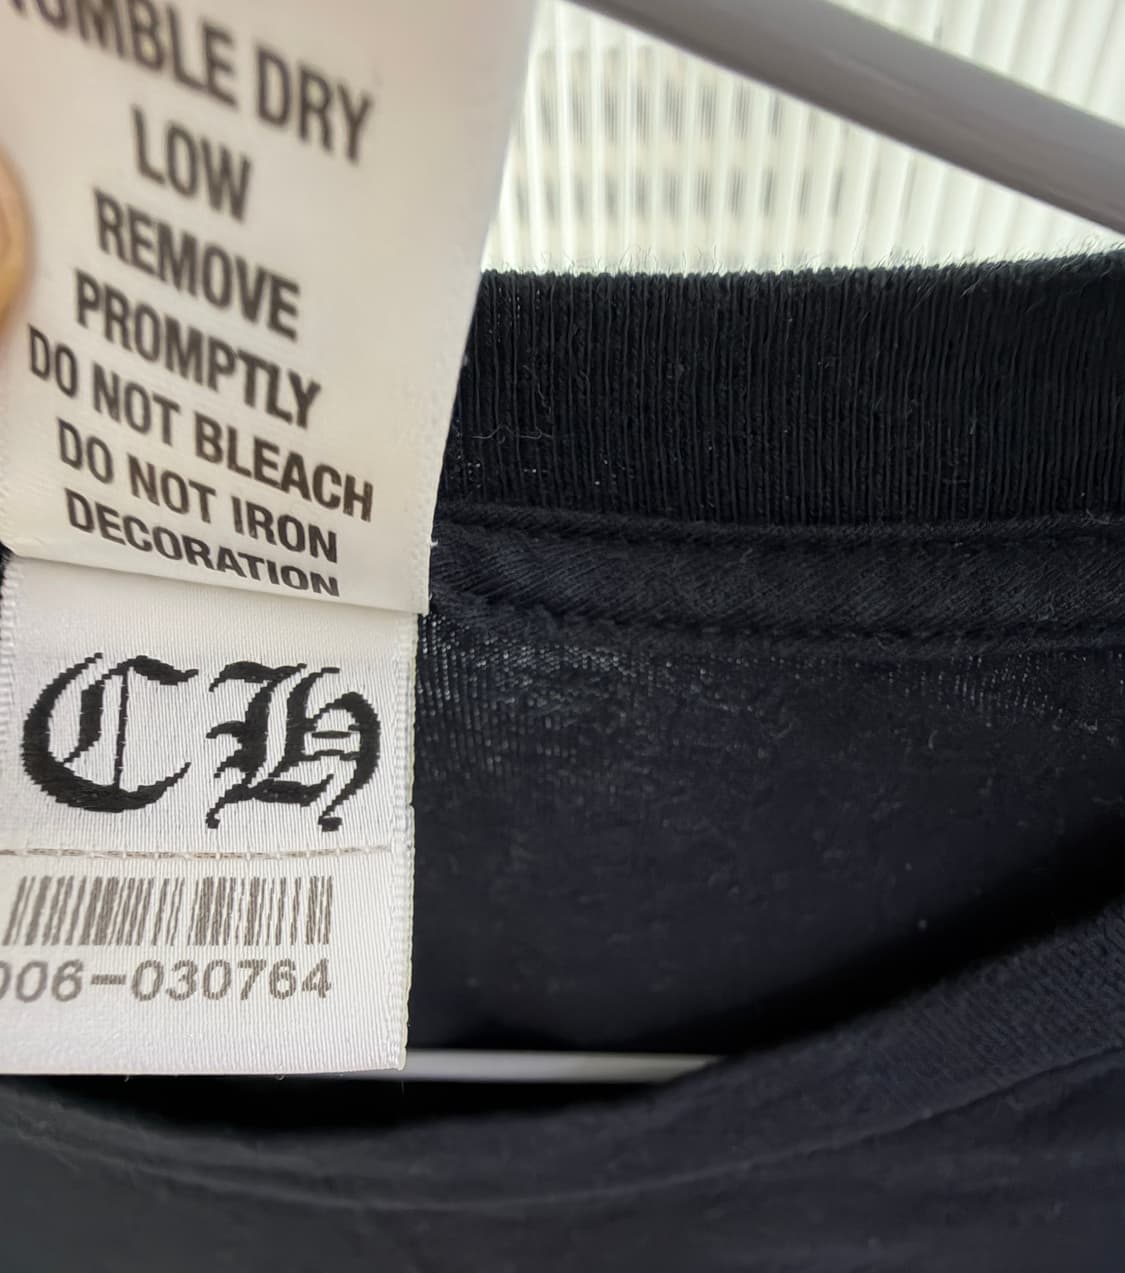 UMBLE DRY
LOW
REMOVE
PROMPTLY
DO NOT BLEACH
DO NOT IRON
DECORATION
CH
006-030764